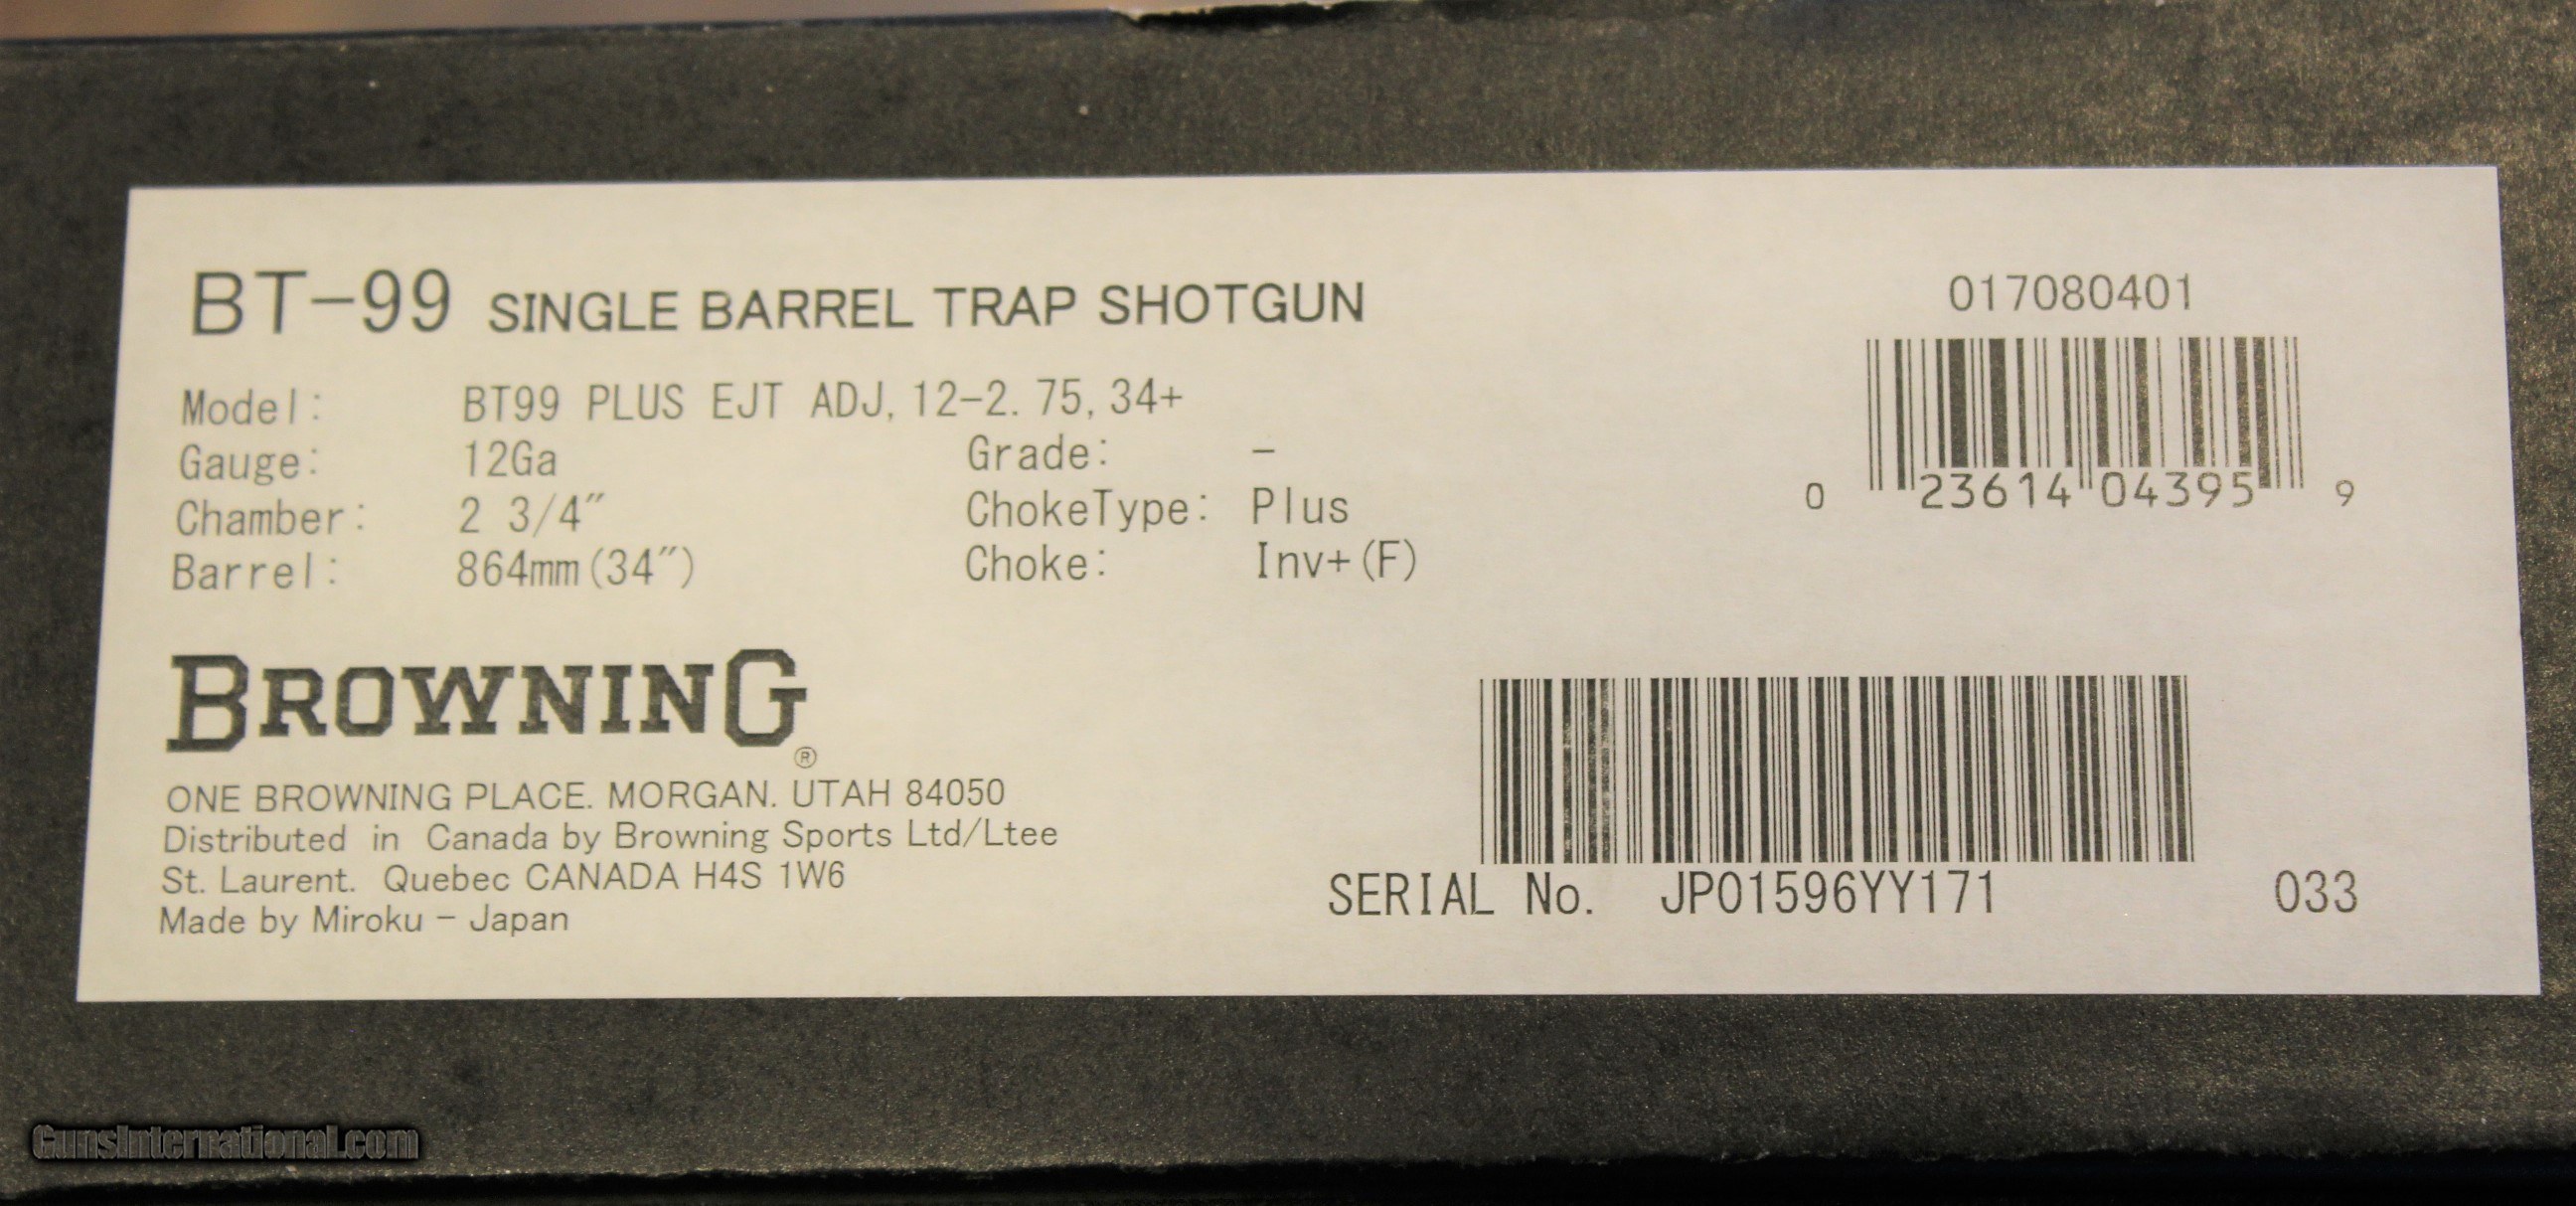 BT-99 SINGLE BARREL TRAP SHOTGUN
Model: BT99 PLUS EJT ADJ, 12-2. 75, 34+
Gauge: 12Ga Grade: -
Chamber: 2 3/4" ChokeType: Plus
Barrel: 864mm(34") Choke: Inv+(F)
017080401
0 23614 04395 9
BROWNING®
ONE BROWNING PLACE. MORGAN. UTAH 84050
Distributed in Canada by Browning Sports Ltd/Ltee
St. Laurent. Quebec CANADA H4S 1W6
Made by Miroku - Japan
SERIAL No. JP01596YY171 033
GunsInternational.com